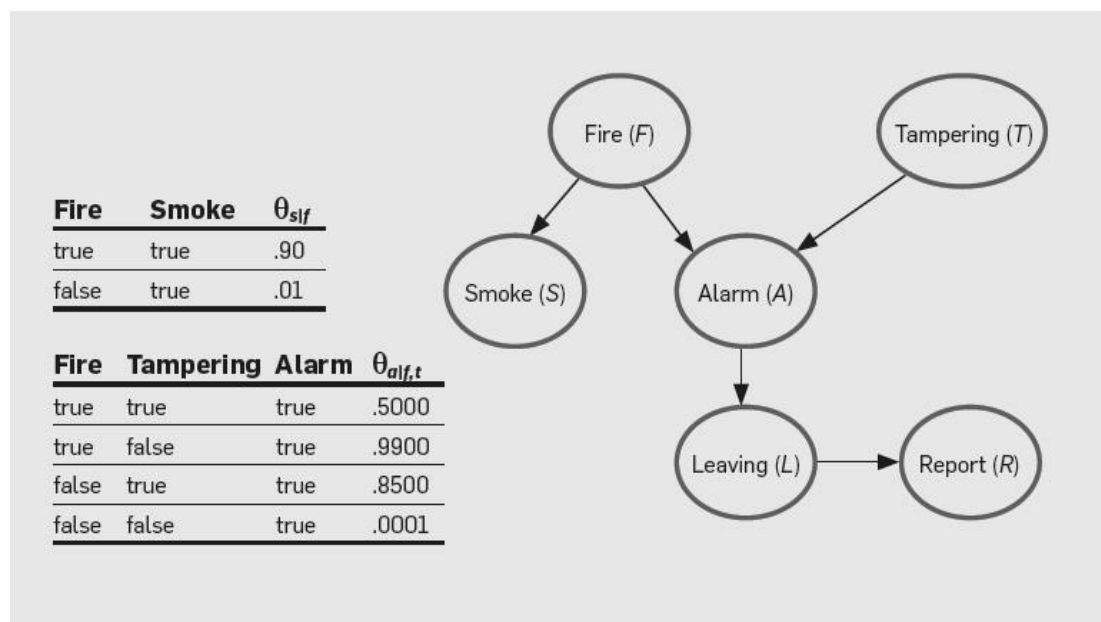 Fire Smoke θs|f
true true .90
false true .01
Fire Tampering Alarm θa|f,t
true true true .5000
true false true .9900
false true true .8500
false false true .0001
Fire (F)
Tampering (T)
Smoke (S)
Alarm (A)
Leaving (L)
Report (R)